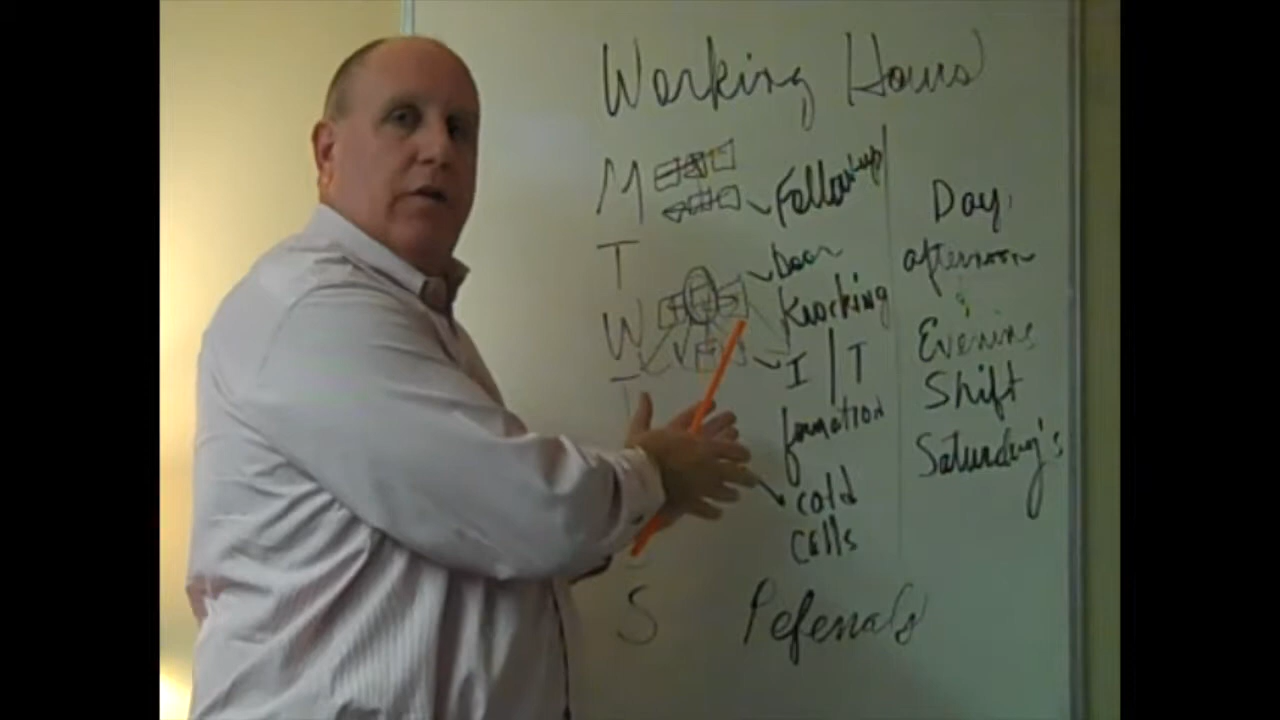 Working Hours
M
Follow up
T
Door
W
Knocking
I/T
T
formation
cold
calls
S
Referrals
Day,
afternoon
&
Evening
Shift
Saturday's